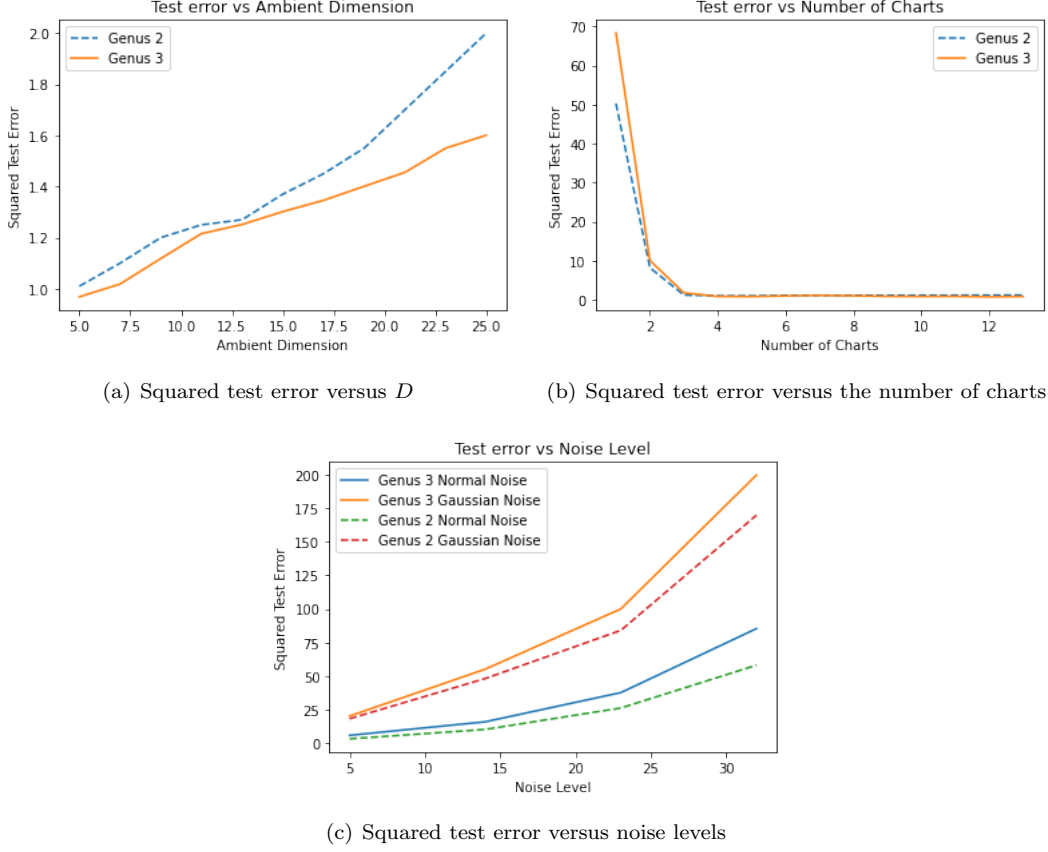 Test error vs Ambient Dimension
Genus 2
Genus 3
2.0
1.8
1.6
1.4
1.2
1.0
Squared Test Error
5.0 7.5 10.0 12.5 15.0 17.5 20.0 22.5 25.0
Ambient Dimension
(a) Squared test error versus D
Test error vs Number of Charts
Genus 2
Genus 3
70
60
50
40
30
20
10
0
Squared Test Error
2 4 6 8 10 12
Number of Charts
(b) Squared test error versus the number of charts
Test error vs Noise Level
Genus 3 Normal Noise
Genus 3 Gaussian Noise
Genus 2 Normal Noise
Genus 2 Gaussian Noise
200
175
150
125
100
75
50
25
0
Squared Test Error
5 10 15 20 25 30
Noise Level
(c) Squared test error versus noise levels